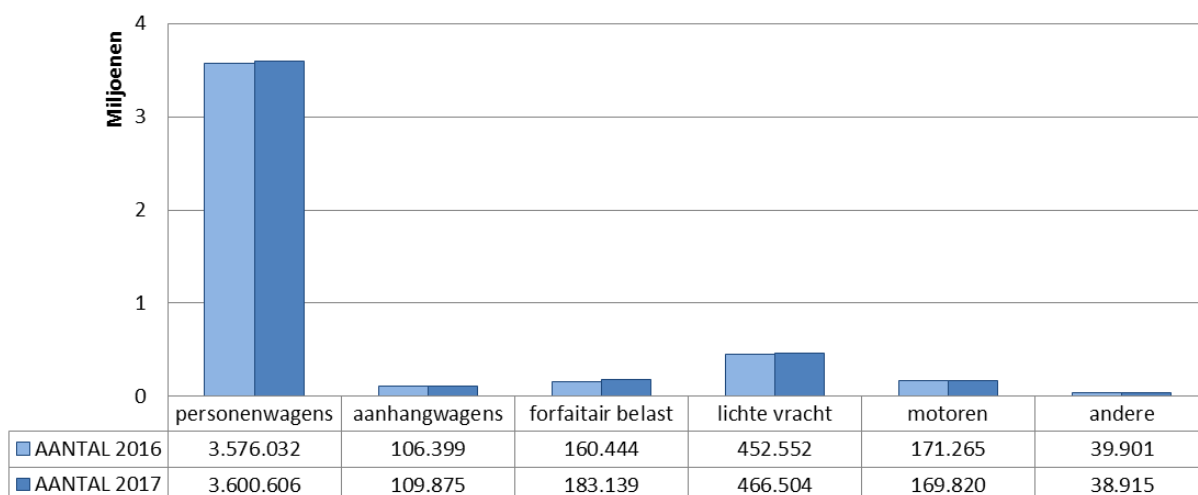 Miljoenen
4
3
2
1
0
personenwagens aanhangwagens forfaitair belast lichte vracht motoren andere
AANTAL 2016 3.576.032 106.399 160.444 452.552 171.265 39.901
AANTAL 2017 3.600.606 109.875 183.139 466.504 169.820 38.915